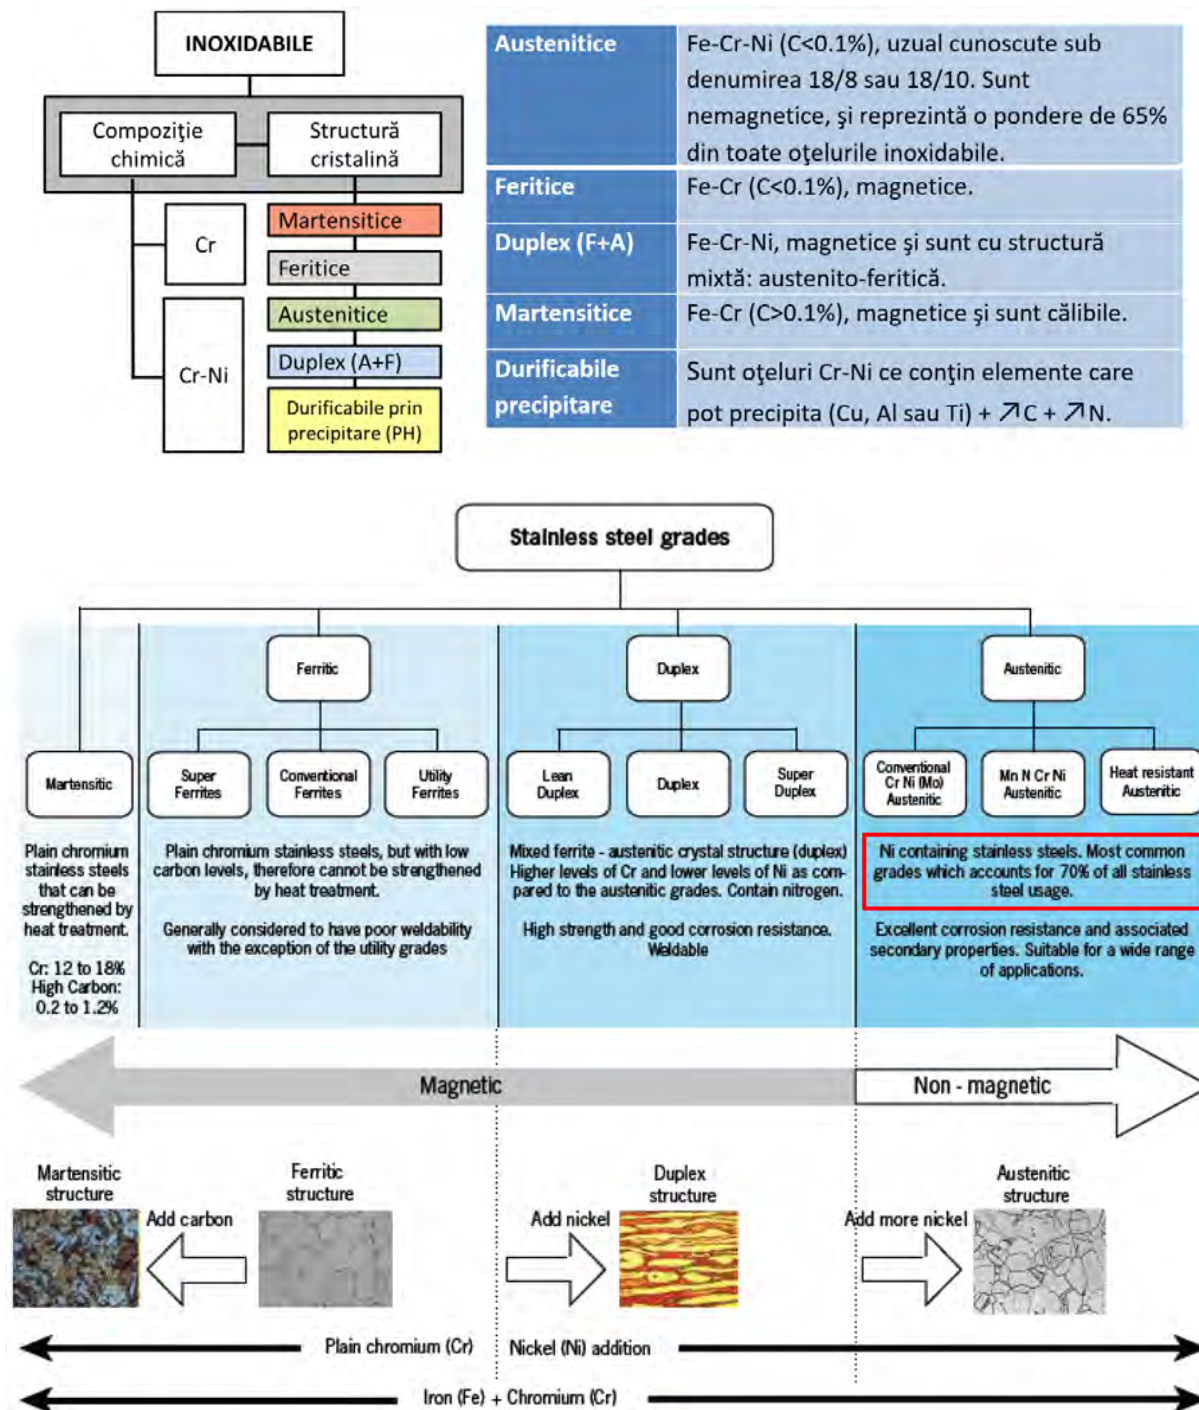 INOXIDABILE
Compoziţie
chimică
Structură
cristalină
Cr
Cr-Ni
Martensitice
Feritice
Austenitice
Duplex (A+F)
Durificabile prin
precipitare (PH)
Austenitice
Fe-Cr-Ni (C<0.1%), uzual cunoscute sub
denumirea 18/8 sau 18/10. Sunt
nemagnetice, şi reprezintă o pondere de 65%
din toate oţelurile inoxidabile.
Feritice
Fe-Cr (C<0.1%), magnetice.
Duplex (F+A)
Fe-Cr-Ni, magnetice şi sunt cu structură
mixtă: austenito-feritică.
Martensitice
Fe-Cr (C>0.1%), magnetice şi sunt călibile.
Durificabile
precipitare
Sunt oţeluri Cr-Ni ce conţin elemente care
pot precipita (Cu, Al sau Ti) + ↗C + ↗N.
Stainless steel grades
Ferritic
Duplex
Austenitic
Martensitic
Super
Ferrites
Conventional
Ferrites
Utility
Ferrites
Lean
Duplex
Duplex
Super
Duplex
Conventional
Cr Ni (Mo)
Austenitic
Mn N Cr Ni
Austenitic
Heat resistant
Austenitic
Plain chromium
stainless steels
that can be
strengthened by
heat treatment.
Cr: 12 to 18%
High Carbon:
0.2 to 1.2%
Plain chromium stainless steels, but with low
carbon levels, therefore cannot be strengthened
by heat treatment.
Generally considered to have poor weldability
with the exception of the utility grades
Mixed ferrite - austenitic crystal structure (duplex)
Higher levels of Cr and lower levels of Ni as com-
pared to the austenitic grades. Contain nitrogen.
High strength and good corrosion resistance.
Weldable
Ni containing stainless steels. Most common
grades which accounts for 70% of all stainless
steel usage.
Excellent corrosion resistance and associated
secondary properties. Suitable for a wide range
of applications.
Magnetic
Non - magnetic
Martensitic
structure
Add carbon
Ferritic
structure
Add nickel
Duplex
structure
Add more nickel
Austenitic
structure
Plain chromium (Cr)
Nickel (Ni) addition
Iron (Fe) + Chromium (Cr)